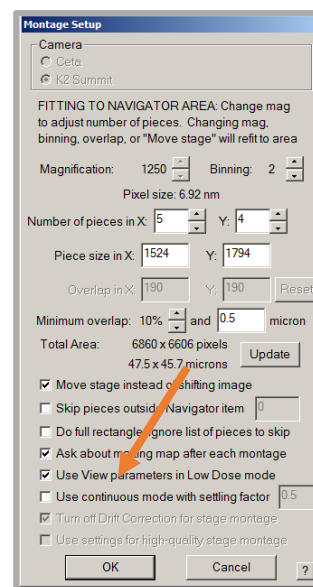 Montage Setup
Camera
Ceta
K2 Summit
FITTING TO NAVIGATOR AREA: Change mag
to adjust number of pieces. Changing mag,
binning, overlap, or "Move stage" will refit to area
Magnification: 1250 Binning: 2
Pixel size: 6.92 nm
Number of pieces in X: 5 Y: 4
Piece size in X: 1524 Y: 1794
Overlap in X: 190 Y: 190 Reset
Minimum overlap: 10% and 0.5 micron
Total Area: 6860 x 6606 pixels
47.5 x 45.7 microns Update
Move stage instead of shifting image
Skip pieces outside Navigator item 0
Do full rectangle, ignore list of pieces to skip
Ask about making map after each montage
Use View parameters in Low Dose mode
Use continuous mode with settling factor 0.5
Turn off Drift Correction for stage montage
Use settings for high-quality stage montage
OK Cancel ?